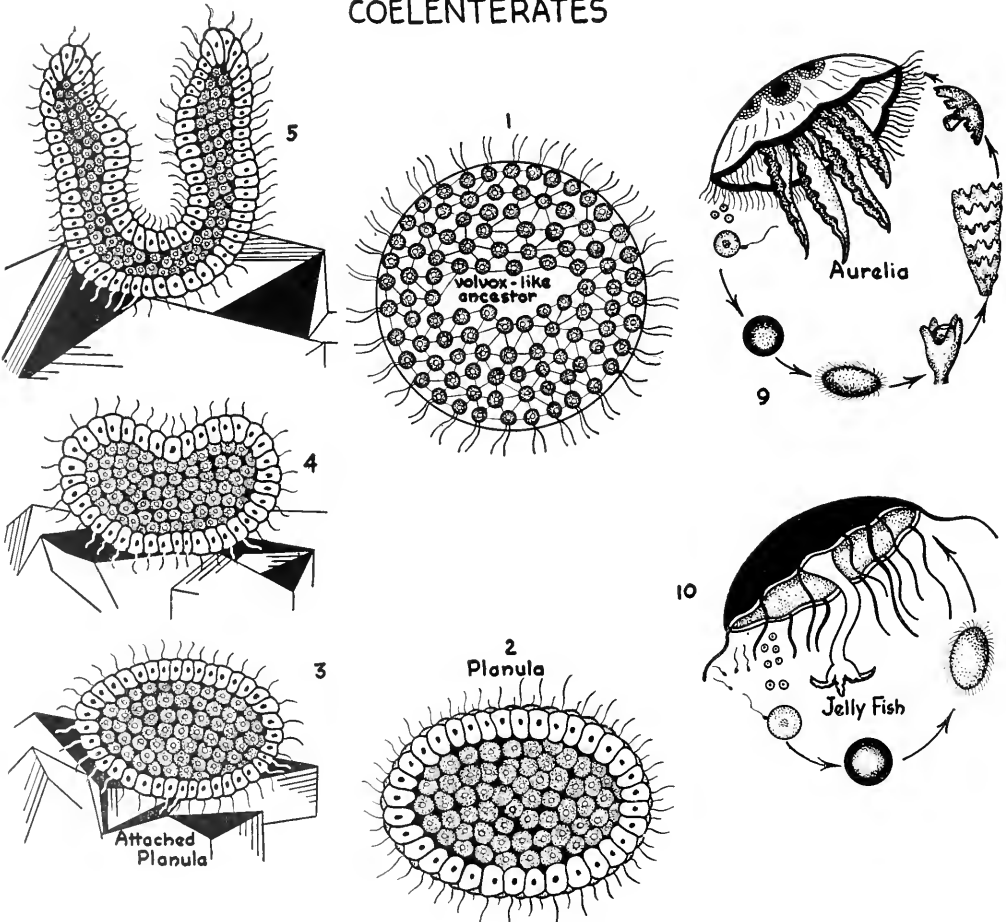 COELENTERATES
5
1
volvox-like
ancestor
Aurelia
9
4
10
3
2
Planula
Jelly Fish
Attached
Planula